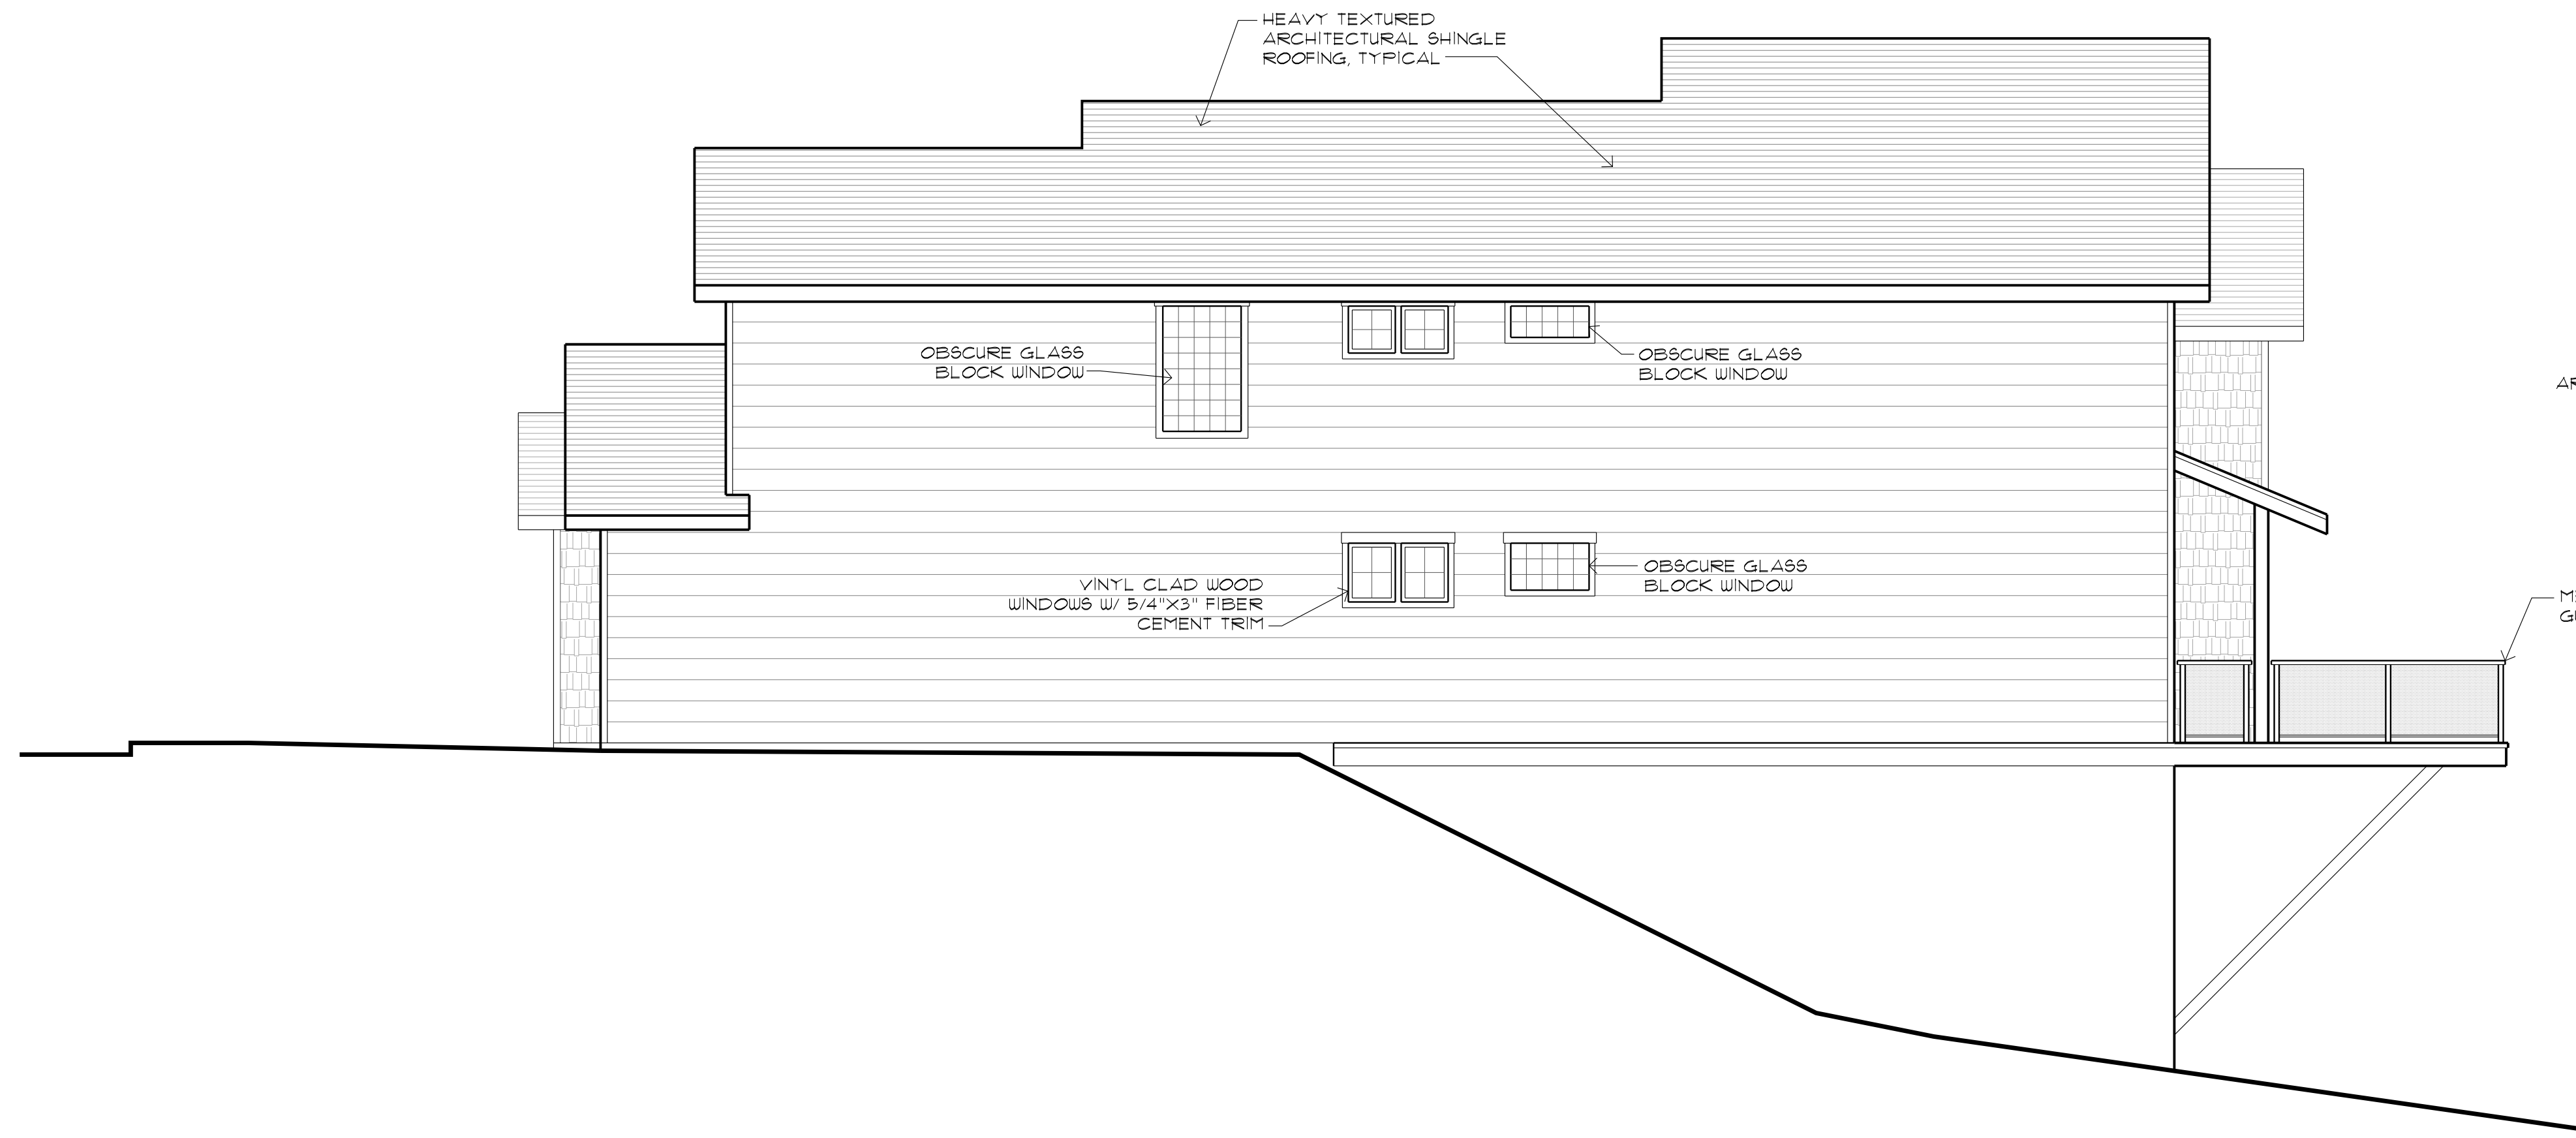 HEAVY TEXTURED
ARCHITECTURAL SHINGLE
ROOFING, TYPICAL
OBSCURE GLASS
BLOCK WINDOW
OBSCURE GLASS
BLOCK WINDOW
VINYL CLAD WOOD
WINDOWS W/ 5/4"X3" FIBER
CEMENT TRIM
OBSCURE GLASS
BLOCK WINDOW